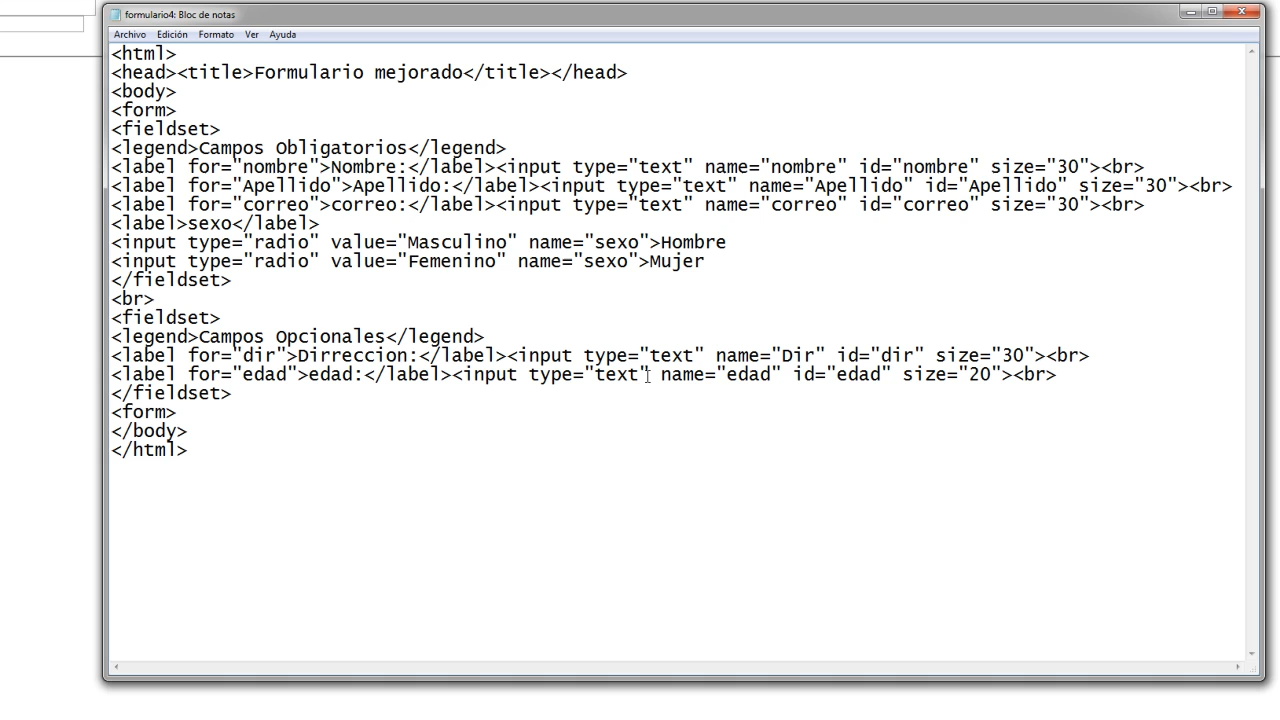 formulario4: Bloc de notas
Archivo Edición Formato Ver Ayuda
<html>
<head><title>Formulario mejorado</title></head>
<body>
<form>
<fieldset>
<legend>Campos Obligatorios</legend>
<label for="nombre">Nombre:</label><input type="text" name="nombre" id="nombre" size="30"><br>
<label for="Apellido">Apellido:</label><input type="text" name="Apellido" id="Apellido" size="30"><br>
<label for="correo">correo:</label><input type="text" name="correo" id="correo" size="30"><br>
<label>sexo</label>
<input type="radio" value="Masculino" name="sexo">Hombre
<input type="radio" value="Femenino" name="sexo">Mujer
</fieldset>
<br>
<fieldset>
<legend>Campos Opcionales</legend>
<label for="dir">Dirreccion:</label><input type="text" name="Dir" id="dir" size="30"><br>
<label for="edad">edad:</label><input type="text" name="edad" id="edad" size="20"><br>
</fieldset>
<form>
</body>
</html>